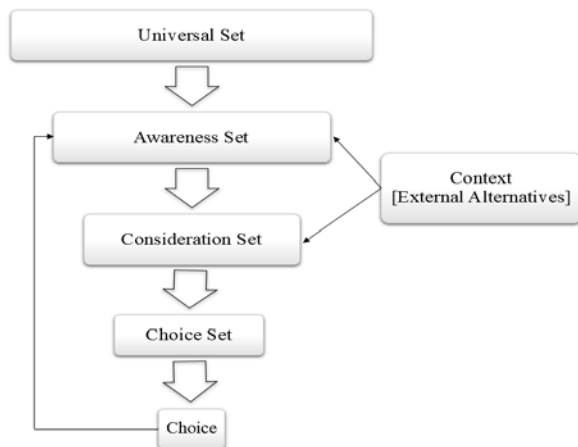 Universal Set
Awareness Set
Context
[External Alternatives]
Consideration Set
Choice Set
Choice